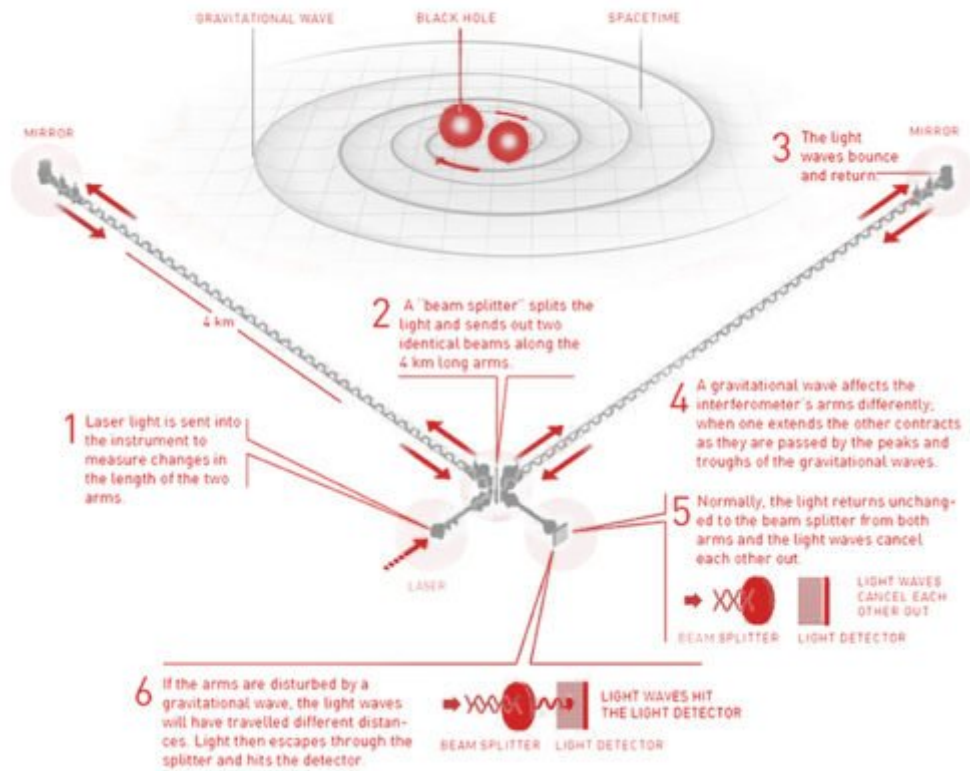 GRAVITATIONAL WAVE
BLACK HOLE
SPACETIME
MIRROR
MIRROR
3 The light
waves bounce
and return.
4 km
2 A "beam splitter" splits the
light and sends out two
identical beams along the
4 km long arms.
1 Laser light is sent into
the instrument to
measure changes in
the length of the two
arms.
4 A gravitational wave affects the
interferometer's arms differently;
when one extends the other contracts
as they are passed by the peaks and
troughs of the gravitational waves.
5 Normally, the light returns unchang-
ed to the beam splitter from both
arms and the light waves cancel
each other out.
LASER
LIGHT WAVES
CANCEL EACH
OTHER OUT
BEAM SPLITTER
LIGHT DETECTOR
6 If the arms are disturbed by a
gravitational wave, the light waves
will have travelled different distan-
ces. Light then escapes through the
splitter and hits the detector.
LIGHT WAVES HIT
THE LIGHT DETECTOR
BEAM SPLITTER
LIGHT DETECTOR